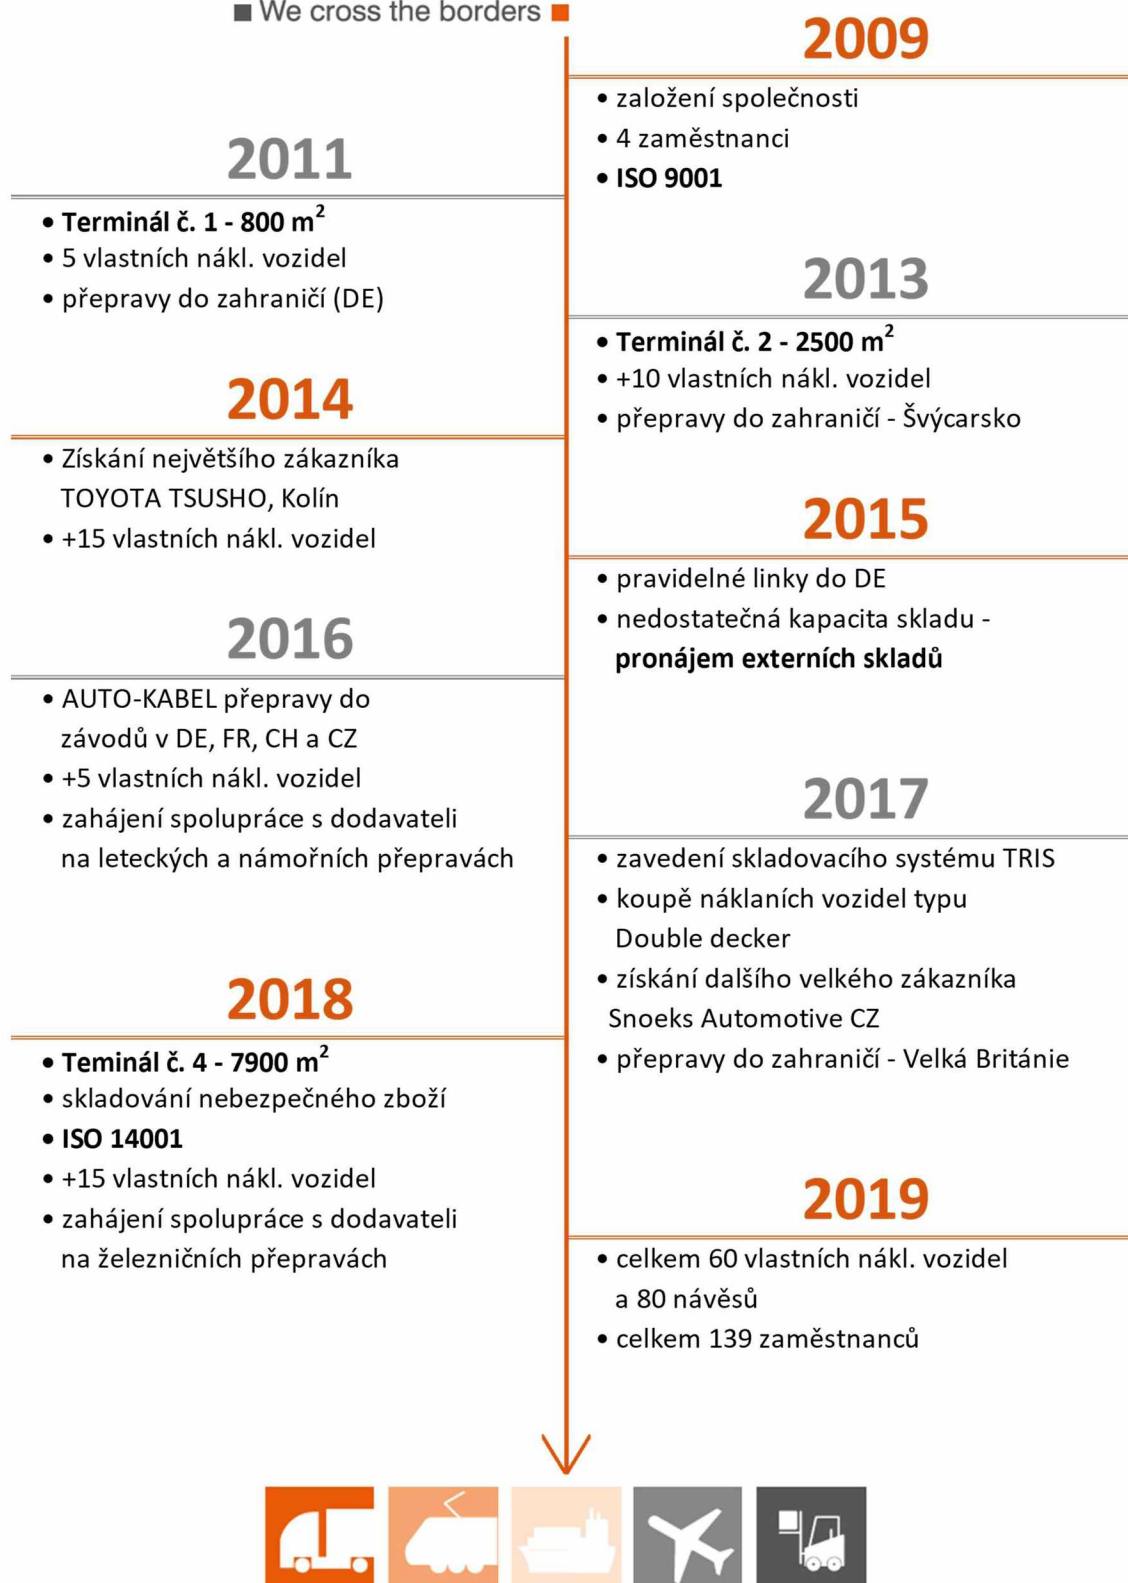 We cross the borders
2009
• založení společnosti
• 4 zaměstnanci
• ISO 9001
2011
• Terminál č. 1 - 800 m²
• 5 vlastních nákl. vozidel
• přepravy do zahraničí (DE)
2013
• Terminál č. 2 - 2500 m²
• +10 vlastních nákl. vozidel
• přepravy do zahraničí - Švýcarsko
2014
• Získání největšího zákazníka
TOYOTA TSUSHO, Kolín
• +15 vlastních nákl. vozidel
2015
• pravidelné linky do DE
• nedostatečná kapacita skladu -
pronájem externích skladů
2016
• AUTO-KABEL přepravy do
závodů v DE, FR, CH a CZ
• +5 vlastních nákl. vozidel
• zahájení spolupráce s dodavateli
na leteckých a námořních přepravách
2017
• zavedení skladovacího systému TRIS
• koupě náklaních vozidel typu
Double decker
• získání dalšího velkého zákazníka
Snoeks Automotive CZ
• přepravy do zahraničí - Velká Británie
2018
• Teminál č. 4 - 7900 m²
• skladování nebezpečného zboží
• ISO 14001
• +15 vlastních nákl. vozidel
• zahájení spolupráce s dodavateli
na železničních přepravách
2019
• celkem 60 vlastních nákl. vozidel
a 80 návěsů
• celkem 139 zaměstnanců